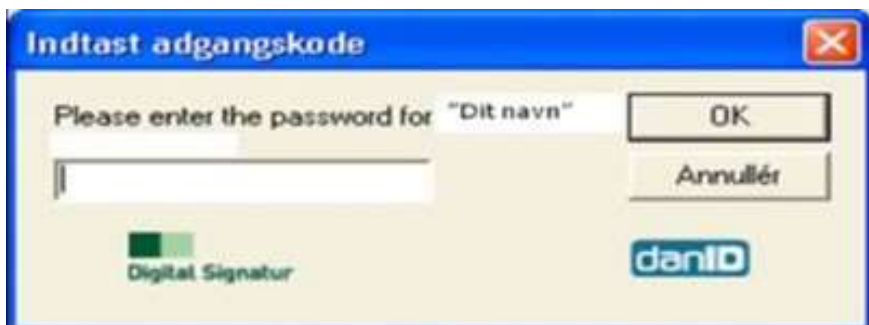 Indtast adgangskode
Please enter the password for "Dit navn"
OK
Annullér
Digital Signatur
danID